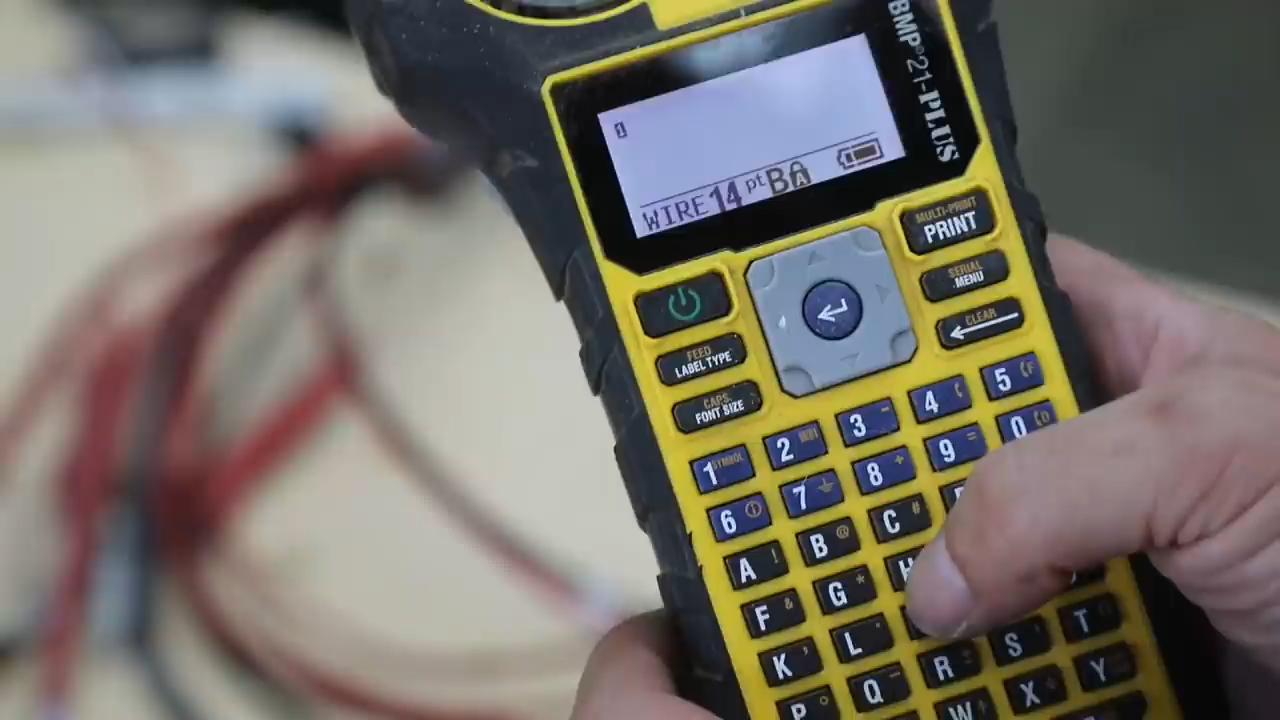 BMP®21-PLUS
1
WIRE 14 pt B A
MULTI-PRINT
PRINT
SERIAL
MENU
CLEAR
FEED
LABEL TYPE
CAPS
FONT SIZE
1 SYMBOL 2 3 - 4 5
6 7 8 + 9 = 0
A ! B @ C #
F & G * H
K ' L
Q R S T
P W X Y